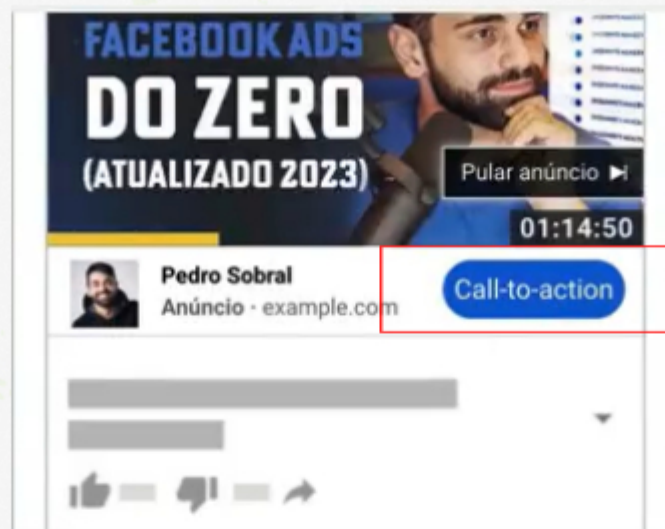 FACEBOOK ADS
DO ZERO
(ATUALIZADO 2023)
Pular anúncio
01:14:50
Pedro Sobral
Anúncio · example.com
Call-to-action